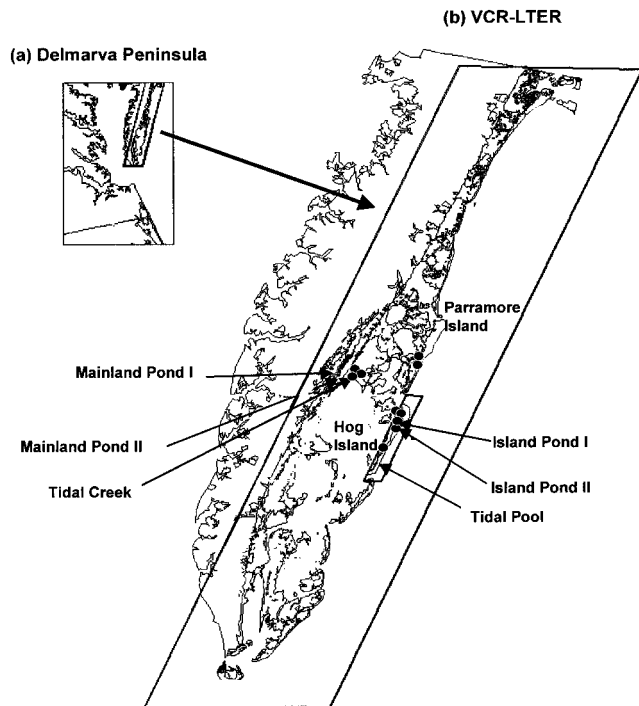 (b) VCR-LTER
(a) Delmarva Peninsula
Parramore
Island
Mainland Pond I
Hog
Island
Mainland Pond II
Island Pond I
Tidal Creek
Island Pond II
Tidal Pool